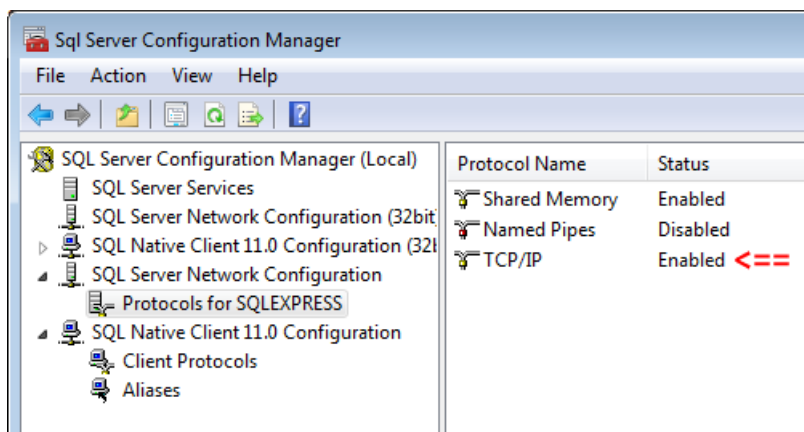 Sql Server Configuration Manager
File Action View Help
SQL Server Configuration Manager (Local)
SQL Server Services
SQL Server Network Configuration (32bit
SQL Native Client 11.0 Configuration (32b
SQL Server Network Configuration
Protocols for SQLEXPRESS
SQL Native Client 11.0 Configuration
Client Protocols
Aliases
Protocol Name Status
Shared Memory Enabled
Named Pipes Disabled
TCP/IP Enabled <==